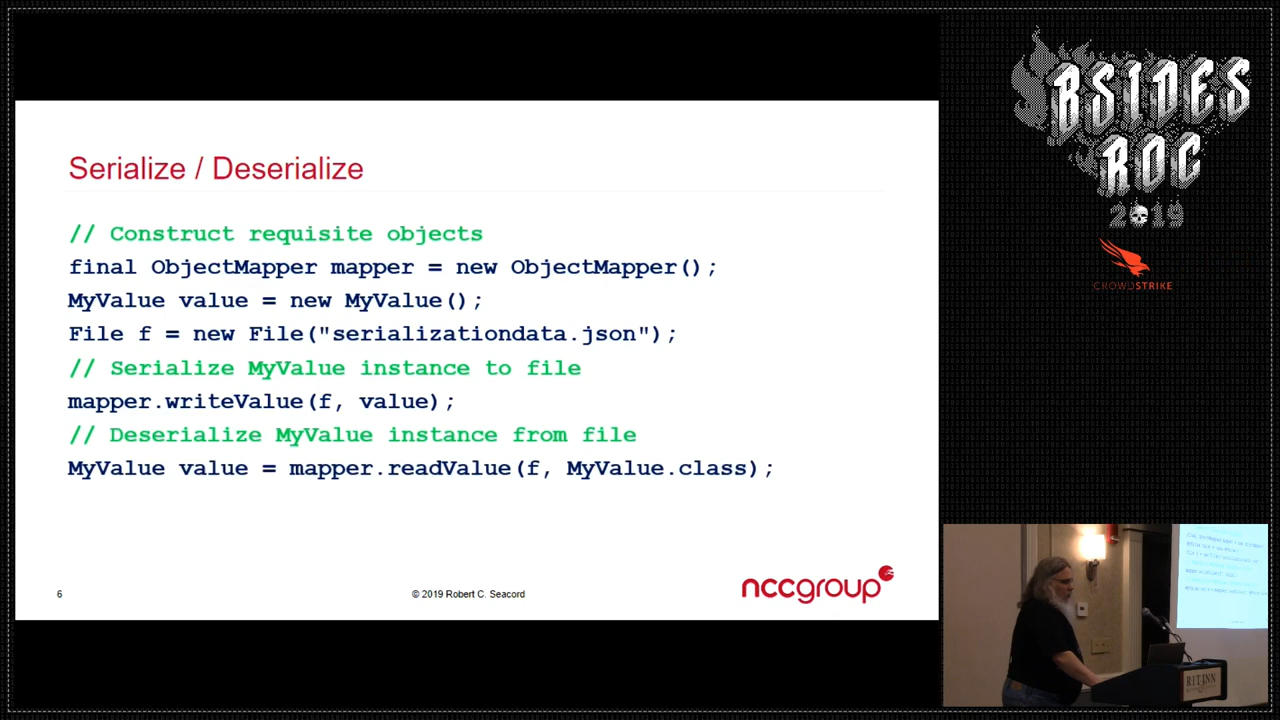 Serialize / Deserialize
// Construct requisite objects
final ObjectMapper mapper = new ObjectMapper();
MyValue value = new MyValue();
File f = new File("serializationdata.json");
// Serialize MyValue instance to file
mapper.writeValue(f, value);
// Deserialize MyValue instance from file
MyValue value = mapper.readValue(f, MyValue.class);
6
© 2019 Robert C. Seacord
nccgroup
BSIDES
ROC
2019
CROWDSTRIKE
RIT INN